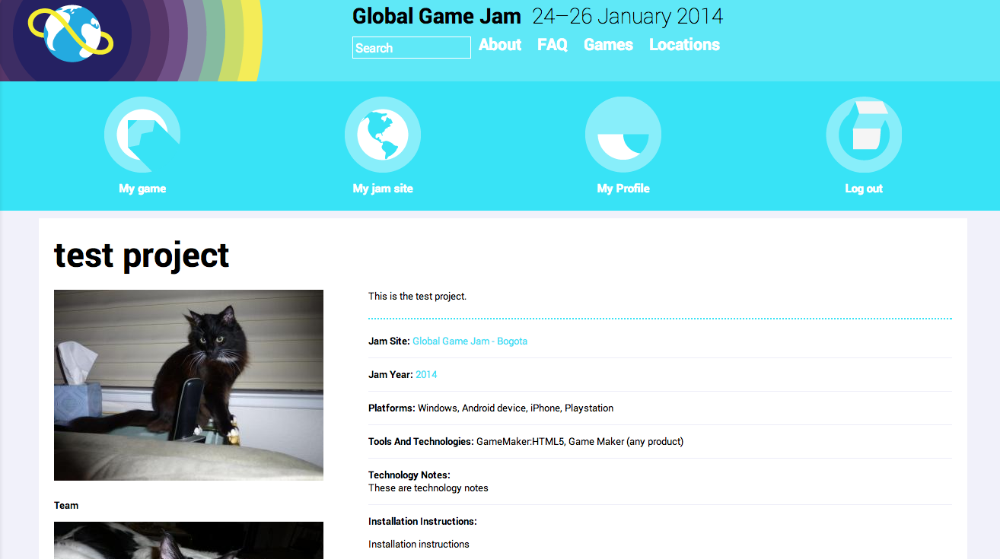 Global Game Jam 24–26 January 2014
Search About FAQ Games Locations
My game My jam site My Profile Log out
test project
This is the test project.
Jam Site: Global Game Jam - Bogota
Jam Year: 2014
Platforms: Windows, Android device, iPhone, Playstation
Tools And Technologies: GameMaker:HTML5, Game Maker (any product)
Technology Notes:
These are technology notes
Team
Installation Instructions:
Installation instructions